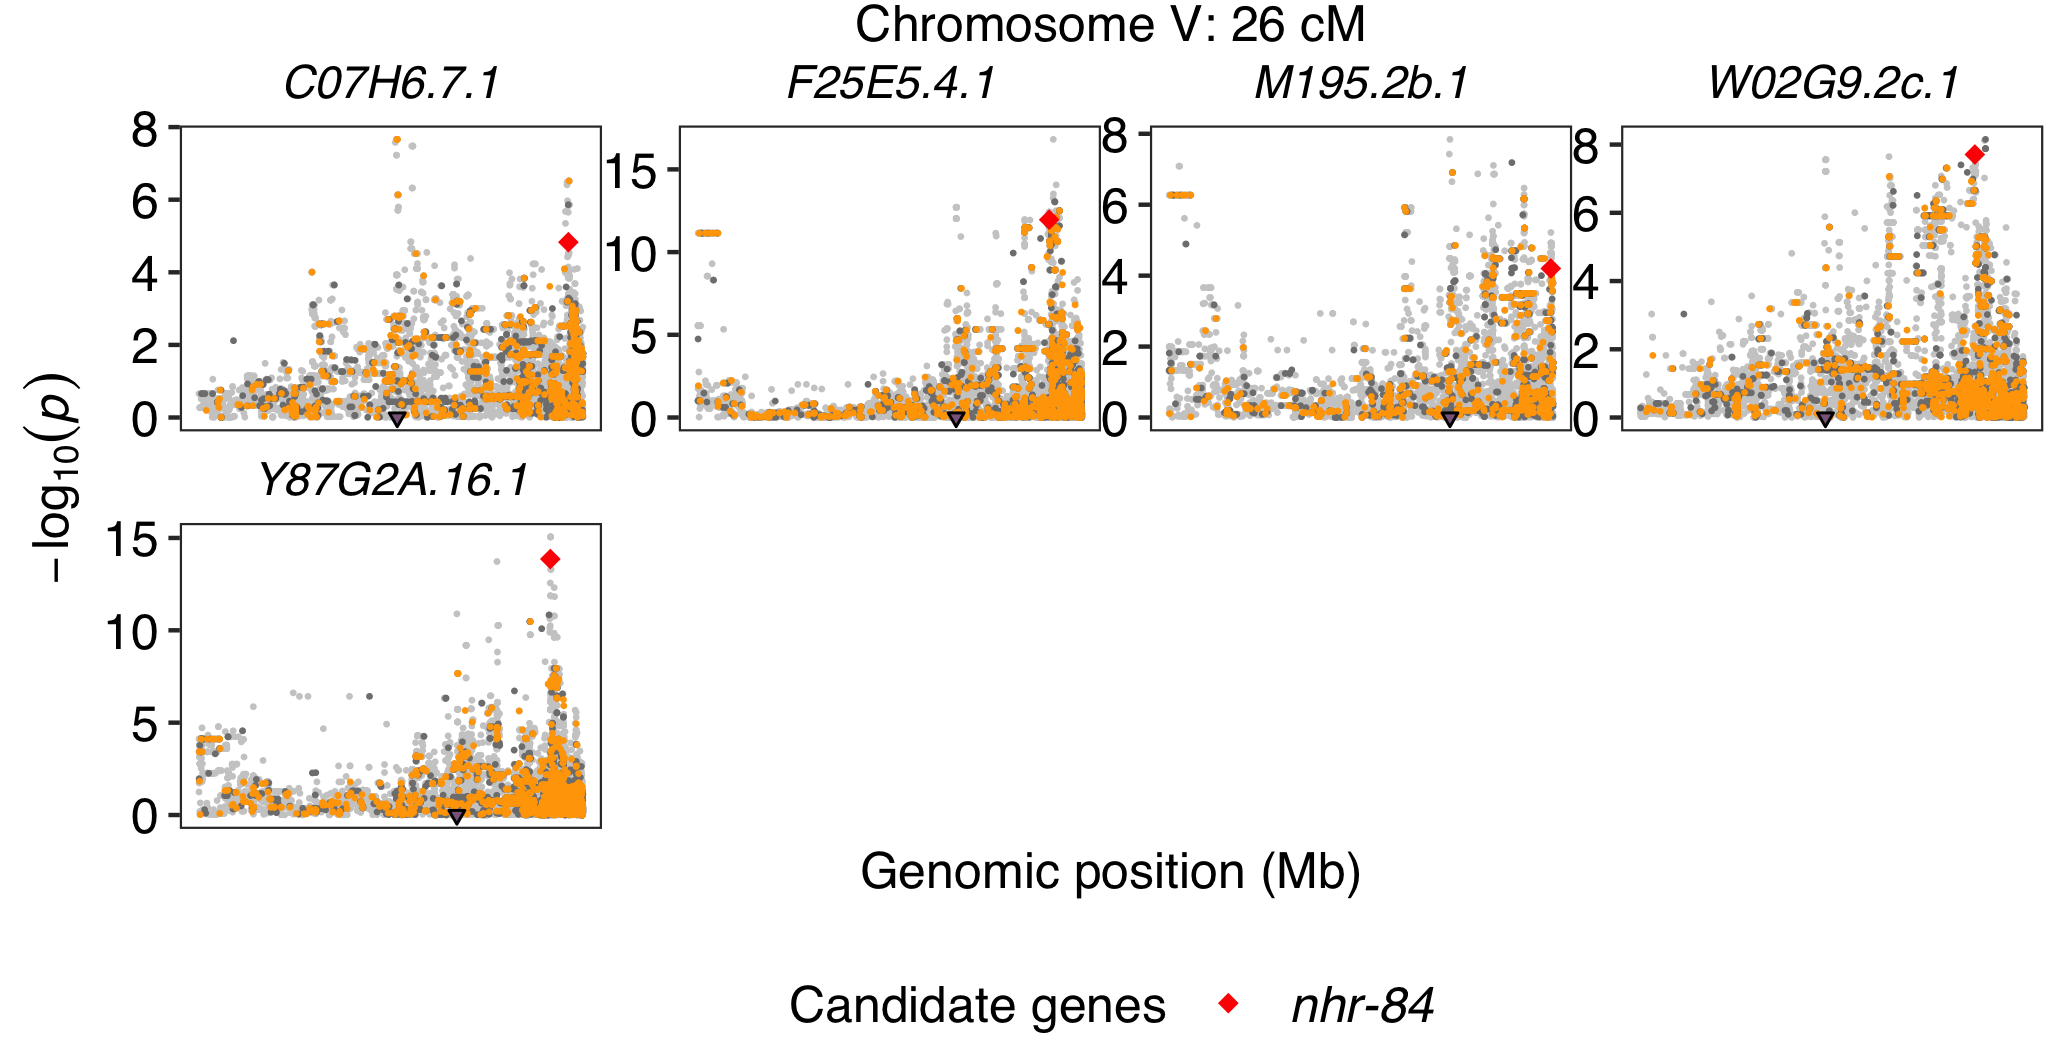 Chromosome V: 26 cM
C07H6.7.1 F25E5.4.1 M195.2b.1 W02G9.2c.1
8 15 8 8
6 10 6 6
4 5 4 4
2 0 2 2
0 0 0
−log10(p)
Y87G2A.16.1
15
10
5
0
Genomic position (Mb)
Candidate genes nhr-84